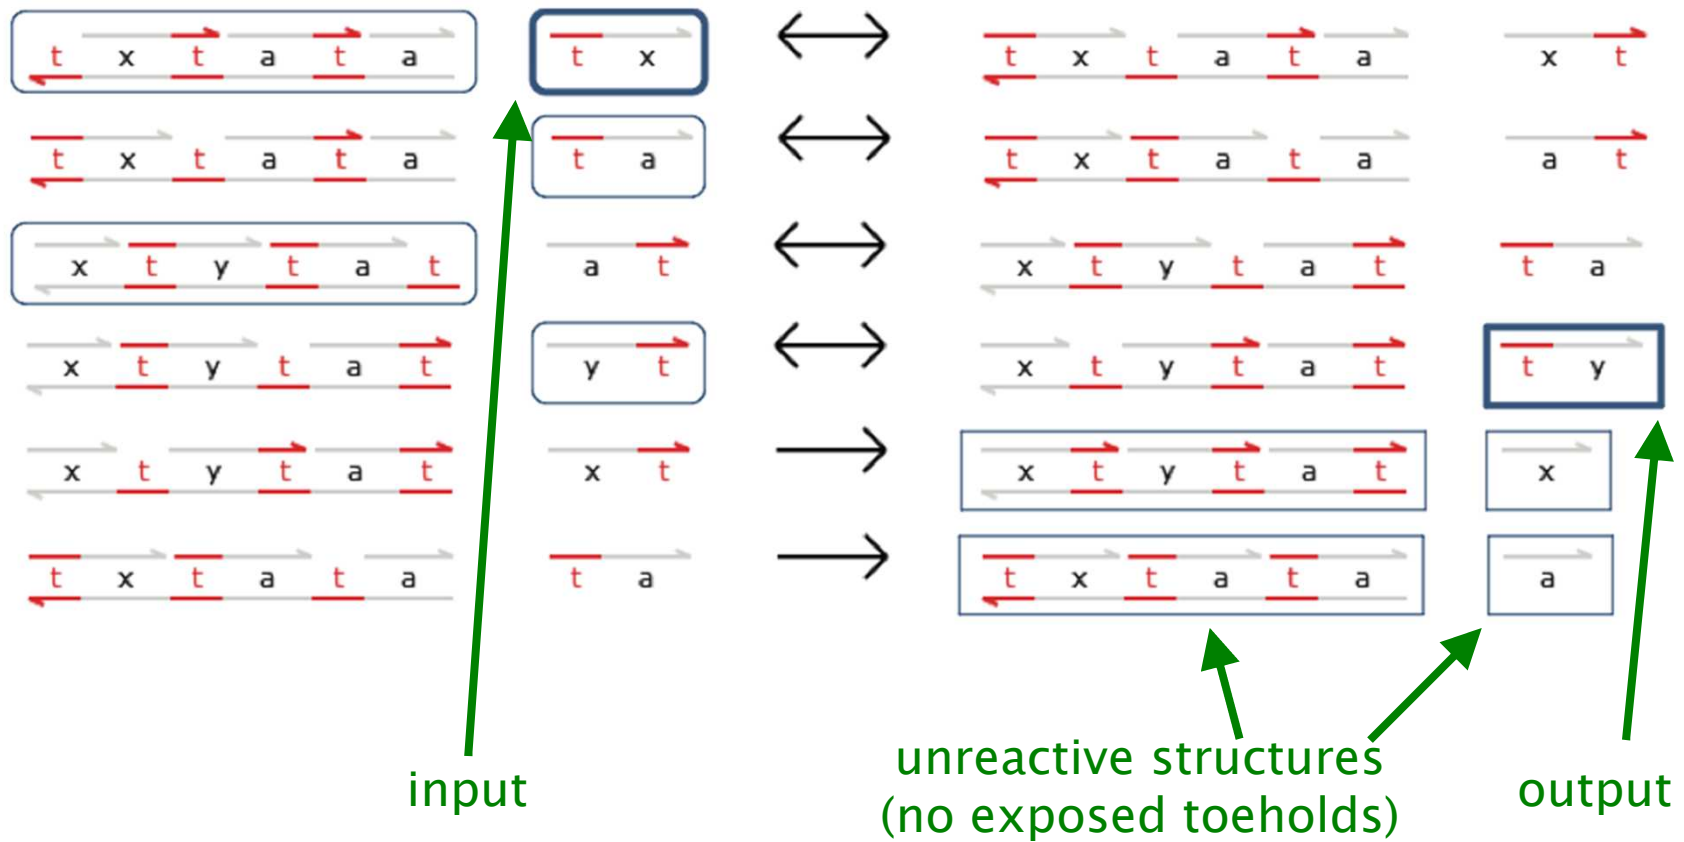 t x t a t a t x t x t a t a x t
t x t a t a t a t x t a t a a t
x t y t a t a t x t y t a t t a
x t y t a t y t x t y t a t t y
x t y t a t x t x t y t a t x
t x t a t a t a t x t a t a a
unreactive structures
input (no exposed toeholds) output